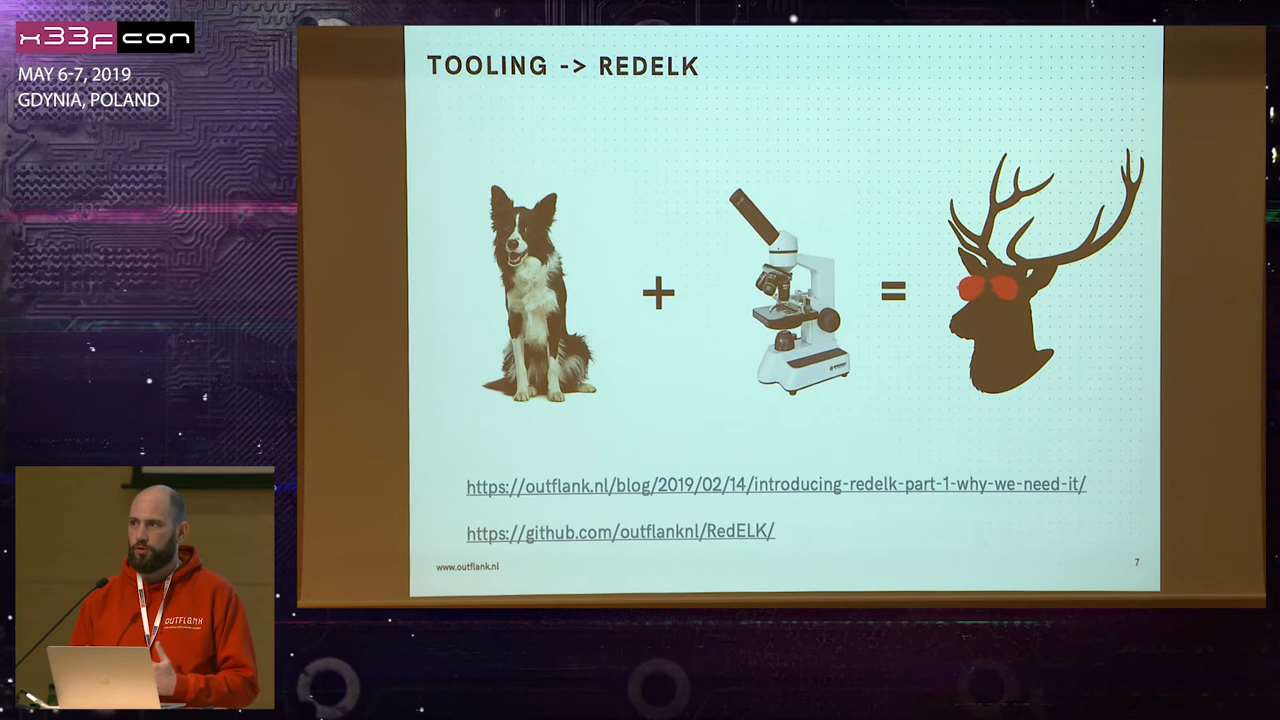 x33fcon
MAY 6-7, 2019
GDYNIA, POLAND
TOOLING -> REDELK
+
=
https://outflank.nl/blog/2019/02/14/introducing-redelk-part-1-why-we-need-it/
https://github.com/outflanknl/RedELK/
www.outflank.nl
7
OUTFLANK